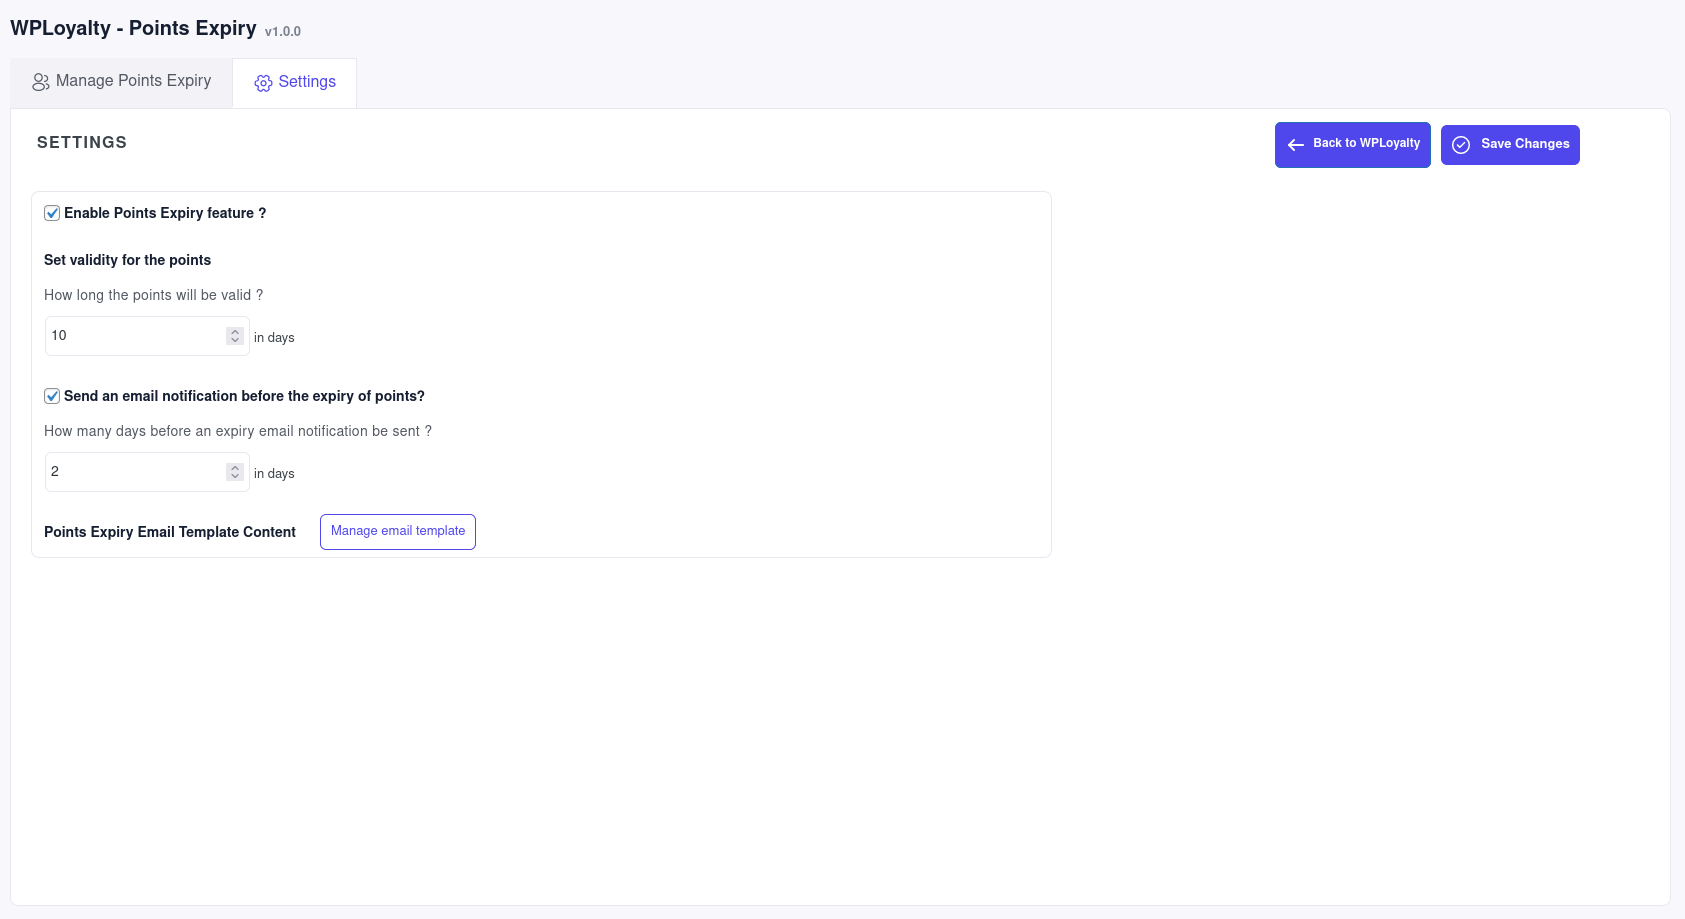 WPLoyalty - Points Expiry v1.0.0
Manage Points Expiry Settings
SETTINGS Back to WPLoyalty Save Changes
Enable Points Expiry feature ?
Set validity for the points
How long the points will be valid ?
10 in days
Send an email notification before the expiry of points?
How many days before an expiry email notification be sent ?
2 in days
Points Expiry Email Template Content Manage email template